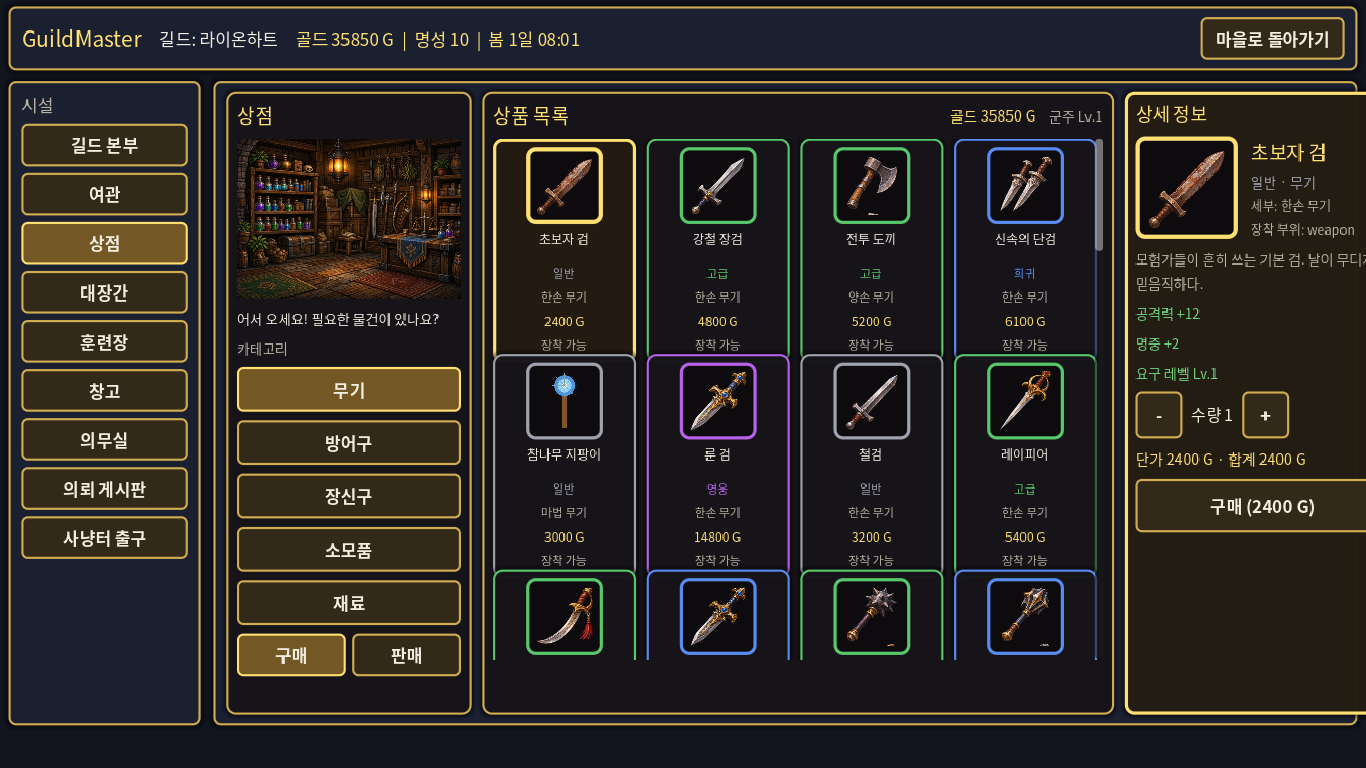 GuildMaster 길드: 라이온하트 골드 35850 G | 명성 10 | 봄 1일 08:01
마을로 돌아가기
시설
길드 본부
여관
상점
대장간
훈련장
창고
의무실
의뢰 게시판
사냥터 출구
상점
어서 오세요! 필요한 물건이 있나요?
카테고리
무기
방어구
장신구
소모품
재료
구매 판매
상품 목록
골드 35850 G 군주 Lv.1
초보자 검
일반
한손 무기
2400 G
장착 가능
강철 장검
고급
한손 무기
4800 G
장착 가능
전투 도끼
고급
양손 무기
5200 G
장착 가능
신속의 단검
희귀
한손 무기
6100 G
장착 가능
참나무 지팡이
일반
마법 무기
3000 G
장착 가능
룬 검
영웅
한손 무기
14800 G
장착 가능
철검
일반
한손 무기
3200 G
장착 가능
레이피어
고급
한손 무기
5400 G
장착 가능
상세 정보
초보자 검
일반 · 무기
세부: 한손 무기
장착 부위: weapon
모험가들이 흔히 쓰는 기본 검. 날이 무디지
믿음직하다.
공격력 +12
명중 +2
요구 레벨 Lv.1
- 수량 1 +
단가 2400 G · 합계 2400 G
구매 (2400 G)